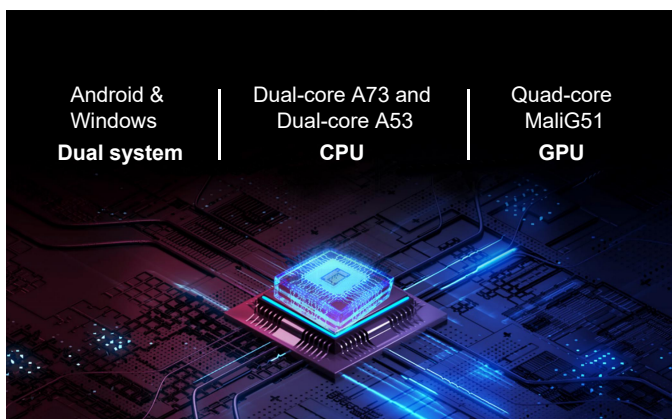 Android &
Windows
Dual system
Dual-core A73 and
Dual-core A53
CPU
Quad-core
MaliG51
GPU